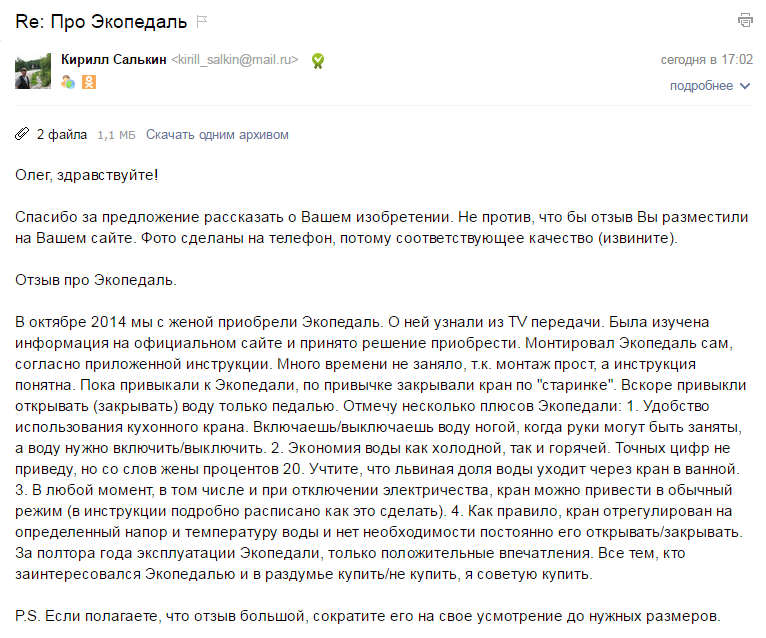 Re: Про Экопедаль
Кирилл Салькин <kirill_salkin@mail.ru>
сегодня в 17:02
подробнее
2 файла 1,1 МБ Скачать одним архивом
Олег, здравствуйте!
Спасибо за предложение рассказать о Вашем изобретении. Не против, что бы отзыв Вы разместили
на Вашем сайте. Фото сделаны на телефон, потому соответствующее качество (извините).
Отзыв про Экопедаль.
В октябре 2014 мы с женой приобрели Экопедаль. О ней узнали из TV передачи. Была изучена
информация на официальном сайте и принято решение приобрести. Монтировал Экопедаль сам,
согласно приложенной инструкции. Много времени не заняло, т.к. монтаж прост, а инструкция
понятна. Пока привыкали к Экопедали, по привычке закрывали кран по "старинке". Вскоре привыкли
открывать (закрывать) воду только педалью. Отмечу несколько плюсов Экопедали: 1. Удобство
использования кухонного крана. Включаешь/выключаешь воду ногой, когда руки могут быть заняты,
а воду нужно включить/выключить. 2. Экономия воды как холодной, так и горячей. Точных цифр не
приведу, но со слов жены процентов 20. Учтите, что львиная доля воды уходит через кран в ванной.
3. В любой момент, в том числе и при отключении электричества, кран можно привести в обычный
режим (в инструкции подробно расписано как это сделать). 4. Как правило, кран отрегулирован на
определенный напор и температуру воды и нет необходимости постоянно его открывать/закрывать.
За полтора года эксплуатации Экопедали, только положительные впечатления. Все тем, кто
заинтересовался Экопедалью и в раздумье купить/не купить, я советую купить.
P.S. Если полагаете, что отзыв большой, сократите его на свое усмотрение до нужных размеров.